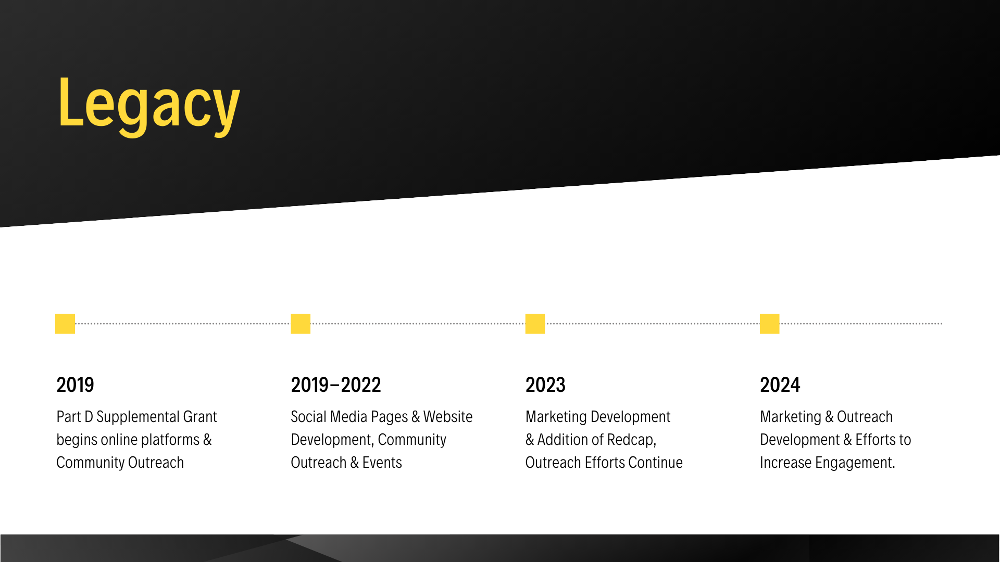 Legacy
2019
Part D Supplemental Grant
begins online platforms &
Community Outreach
2019–2022
Social Media Pages & Website
Development, Community
Outreach & Events
2023
Marketing Development
& Addition of Redcap,
Outreach Efforts Continue
2024
Marketing & Outreach
Development & Efforts to
Increase Engagement.